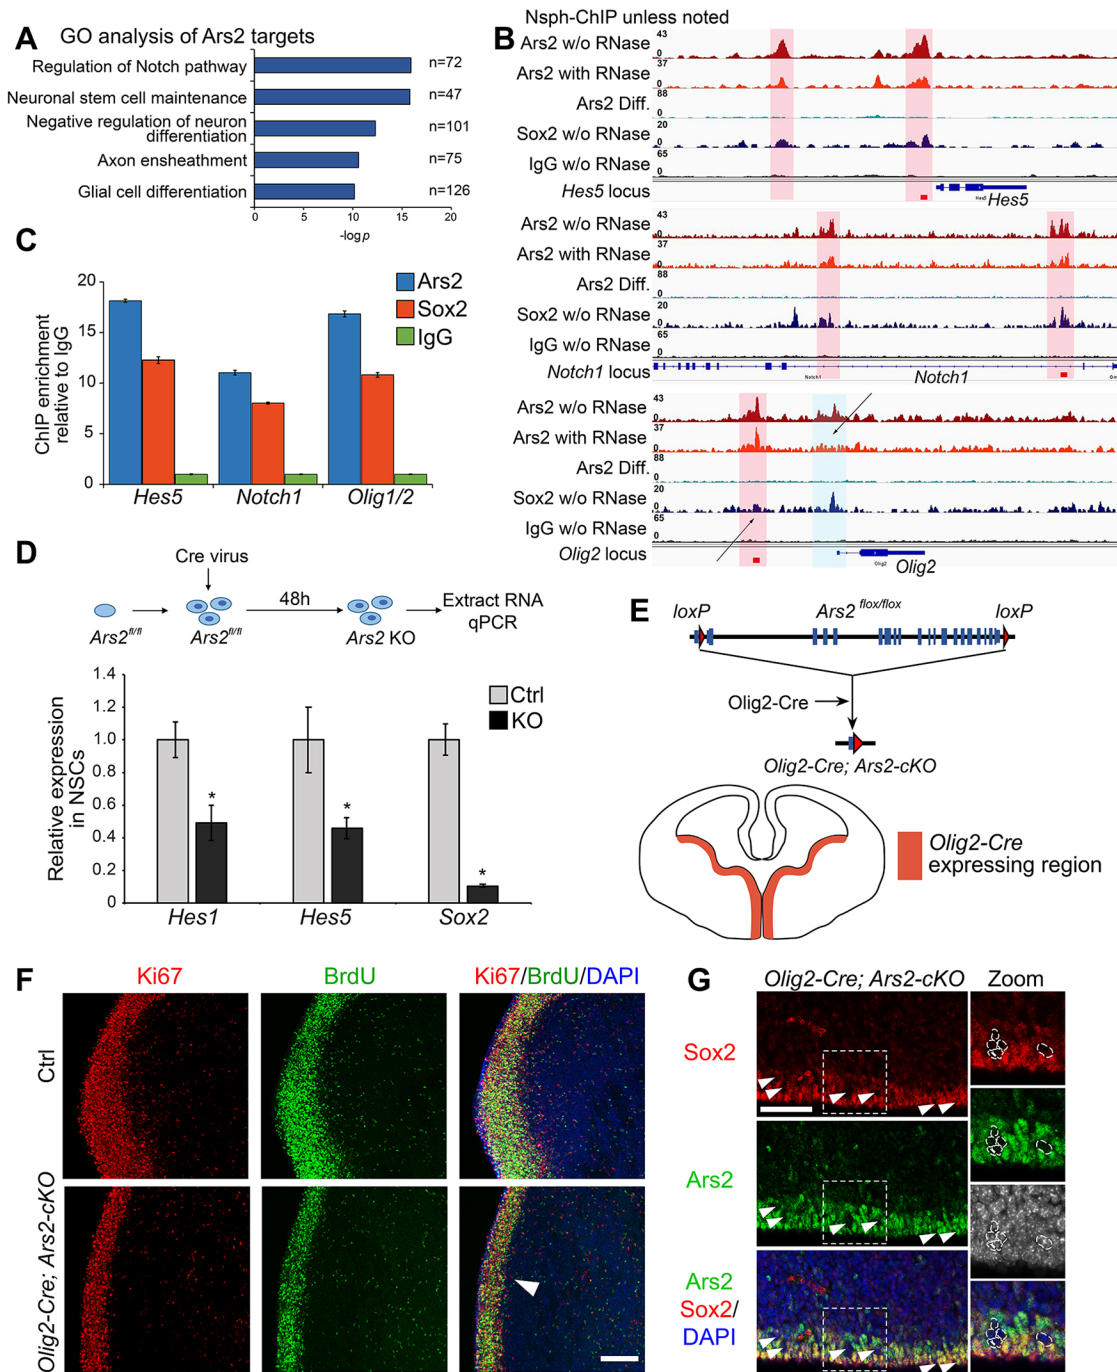 A
GO analysis of Ars2 targets
Regulation of Notch pathway
n=72
Neuronal stem cell maintenance
n=47
Negative regulation of neuron
differentiation
n=101
Axon ensheathment
n=75
Glial cell differentiation
n=126
0 5 10 15 20
-log p
B
Nsph-ChIP unless noted
Ars2 w/o RNase
43
0
Ars2 with RNase
37
0
Ars2 Diff.
88
0
Sox2 w/o RNase
20
0
IgG w/o RNase
65
0
Hes5 locus
Hes5
Hes5
Ars2 w/o RNase
43
0
Ars2 with RNase
37
0
Ars2 Diff.
88
0
Sox2 w/o RNase
20
0
IgG w/o RNase
65
0
Notch1 locus
Notch1
Notch1
Ars2 w/o RNase
43
0
Ars2 with RNase
37
0
Ars2 Diff.
88
0
Sox2 w/o RNase
20
0
IgG w/o RNase
65
0
Olig2 locus
Olig2
Olig2
C
ChIP enrichment
relative to IgG
20
15
10
5
0
Ars2
Sox2
IgG
Hes5 Notch1 Olig1/2
D
Cre virus
48h
Extract RNA
qPCR
Ars2fl/fl
Ars2fl/fl
Ars2 KO
Relative expression
in NSCs
1.4
1.2
1.0
0.8
0.6
0.4
0.2
0
Ctrl
KO
*
*
*
Hes1 Hes5 Sox2
E
loxP
Ars2 flox/flox
loxP
Olig2-Cre
Olig2-Cre; Ars2-cKO
Olig2-Cre
expressing region
F
Ki67
BrdU
Ki67/BrdU/DAPI
Ctrl
Olig2-Cre; Ars2-cKO
G
Olig2-Cre; Ars2-cKO
Zoom
Sox2
Ars2
Ars2
Sox2/
DAPI